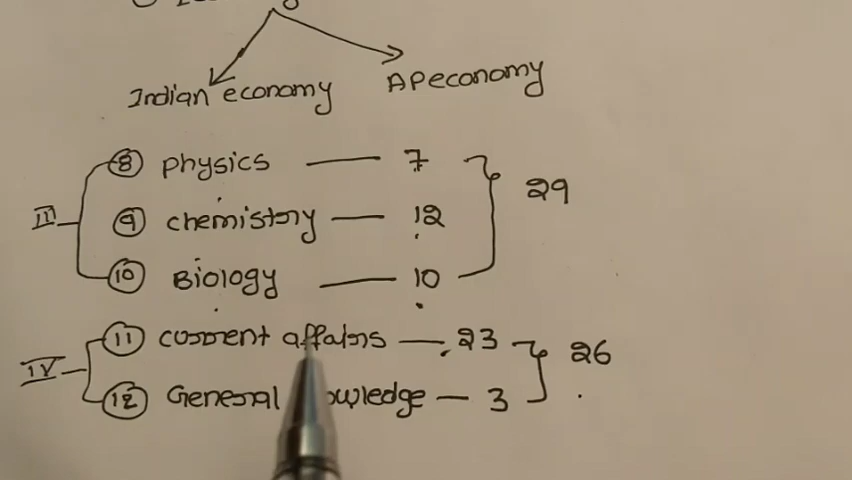 Indian economy APeconomy
8 physics — 7
III 9 chemistory — 12 29
10 Biology — 10
11 current affairs — 23
IV 26
12 General — 3